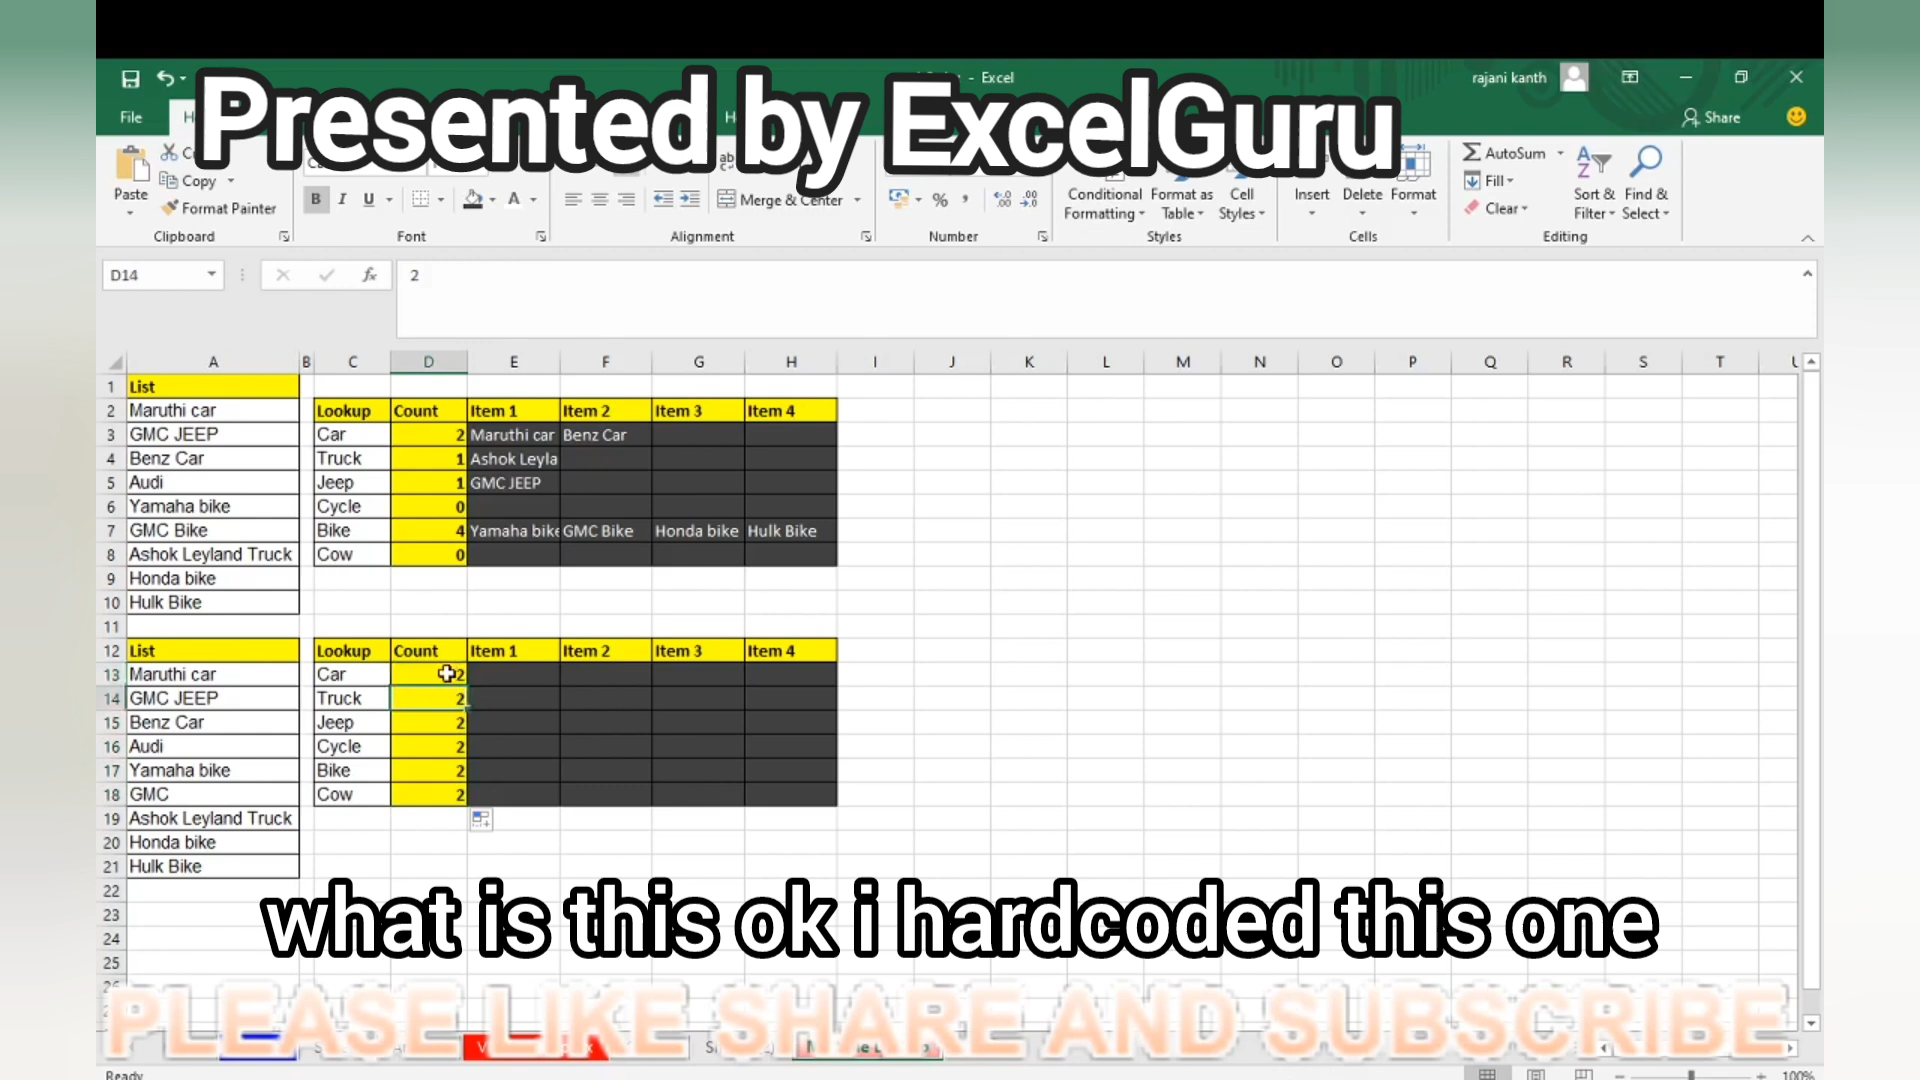 Presented by ExcelGuru
- Excel
rajani kanth
File
Share
Paste
Copy
Format Painter
Clipboard
B I U
Font
Merge & Center
Alignment
%
Number
Conditional Formatting
Format as Table
Cell Styles
Styles
Insert
Delete
Format
Cells
AutoSum
Fill
Clear
Sort & Filter
Find & Select
Editing
D14
fx
2
A B C D E F G H I J K L M N O P Q R S T
1 List
2 Maruthi car Lookup Count Item 1 Item 2 Item 3 Item 4
3 GMC JEEP Car 2 Maruthi car Benz Car
4 Benz Car Truck 1 Ashok Leyla
5 Audi Jeep 1 GMC JEEP
6 Yamaha bike Cycle 0
7 GMC Bike Bike 4 Yamaha bike GMC Bike Honda bike Hulk Bike
8 Ashok Leyland Truck Cow 0
9 Honda bike
10 Hulk Bike
11
12 List Lookup Count Item 1 Item 2 Item 3 Item 4
13 Maruthi car Car 2
14 GMC JEEP Truck 2
15 Benz Car Jeep 2
16 Audi Cycle 2
17 Yamaha bike Bike 2
18 GMC Cow 2
19 Ashok Leyland Truck
20 Honda bike
21 Hulk Bike
22
23
24
25
what is this ok i hardcoded this one
PLEASE LIKE SHARE AND SUBSCRIBE
Ready
100%